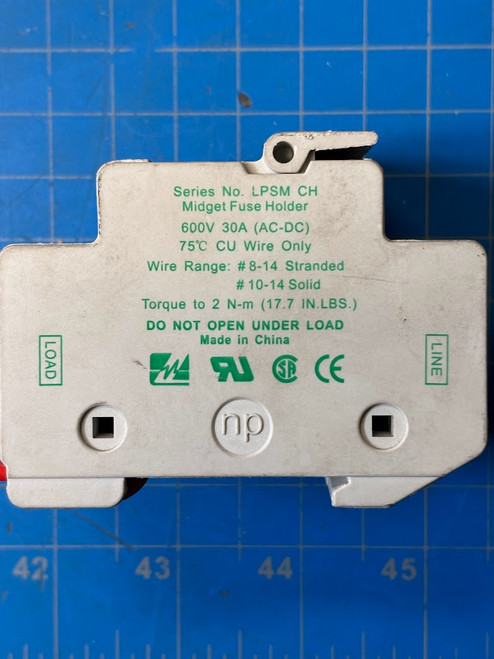 Series No. LPSM CH
Midget Fuse Holder
600V 30A (AC-DC)
75℃ CU Wire Only
Wire Range: #8-14 Stranded
#10-14 Solid
Torque to 2 N-m (17.7 IN.LBS.)
DO NOT OPEN UNDER LOAD
Made in China
LOAD
LINE
SA
CE
np
42 43 44 45